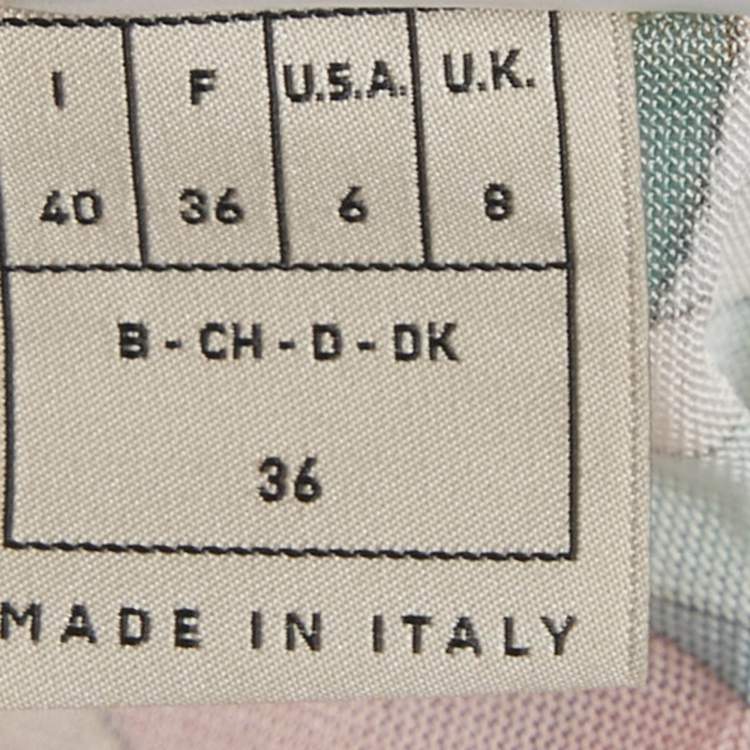 I F U.S.A. U.K.
40 36 6 8
B - CH - D - DK
36
MADE IN ITALY